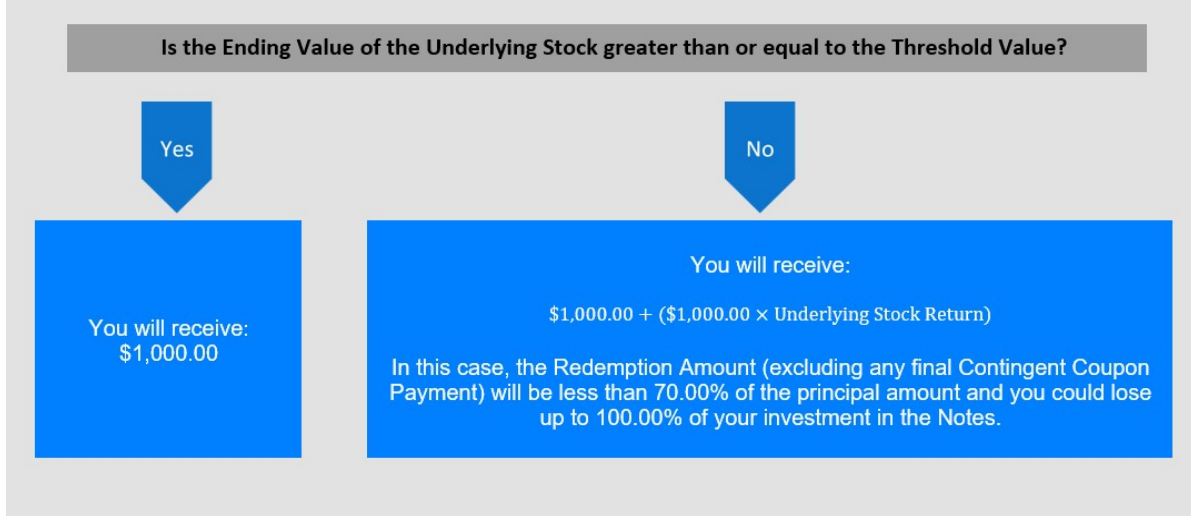 Is the Ending Value of the Underlying Stock greater than or equal to the Threshold Value?
Yes
No
You will receive:
$1,000.00
You will receive:
$1,000.00 + ($1,000.00 × Underlying Stock Return)
In this case, the Redemption Amount (excluding any final Contingent Coupon
Payment) will be less than 70.00% of the principal amount and you could lose
up to 100.00% of your investment in the Notes.